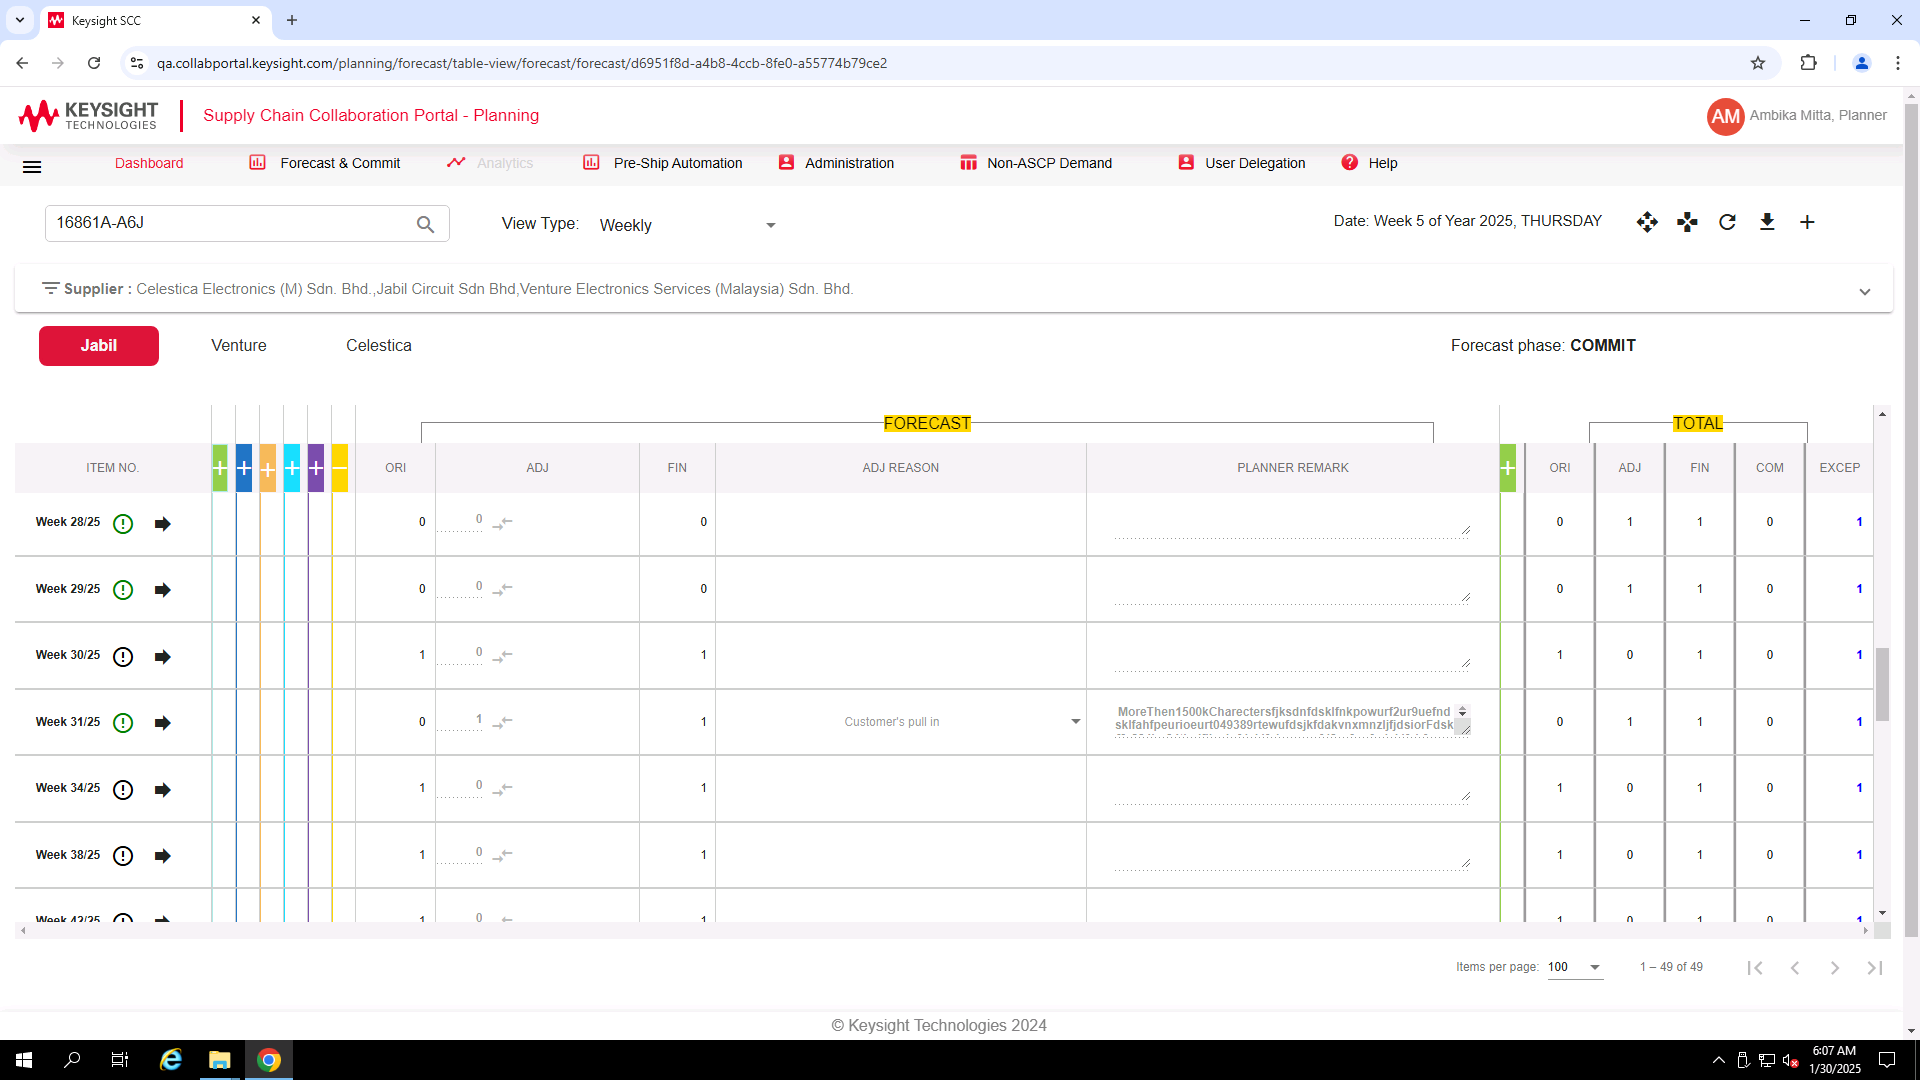 Keysight SCC
qa.collabportal.keysight.com/planning/forecast/table-view/forecast/forecast/d6951f8d-a4b8-4ccb-8fe0-a55774b79ce2
KEYSIGHT TECHNOLOGIES
Supply Chain Collaboration Portal - Planning
AM Ambika Mitta, Planner
Dashboard Forecast & Commit Analytics Pre-Ship Automation Administration Non-ASCP Demand User Delegation Help
16861A-A6J View Type: Weekly Date: Week 5 of Year 2025, THURSDAY
Supplier : Celestica Electronics (M) Sdn. Bhd.,Jabil Circuit Sdn Bhd,Venture Electronics Services (Malaysia) Sdn. Bhd.
Jabil Venture Celestica Forecast phase: COMMIT
FORECAST TOTAL
ITEM NO. + + + + + − ORI ADJ FIN ADJ REASON PLANNER REMARK + ORI ADJ FIN COM EXCEP
Week 28/25 0 0 0 0 1 1 0 1
Week 29/25 0 0 0 0 1 1 0 1
Week 30/25 1 0 1 1 0 1 0 1
Week 31/25 0 1 1 Customer's pull in MoreThen1500kCharectersfjksdnfdsklfnkpowurf2ur9uefnd 0 1 1 0 1
sklfahfpeurioeurt049389rtewufdsjkfdakvnxmnzljfjdsiorFdsk
Week 34/25 1 0 1 1 0 1 0 1
Week 38/25 1 0 1 1 0 1 0 1
Week 43/25 1 0 1 1 0 1 0 1
Items per page: 100 1 – 49 of 49
© Keysight Technologies 2024
6:07 AM
1/30/2025